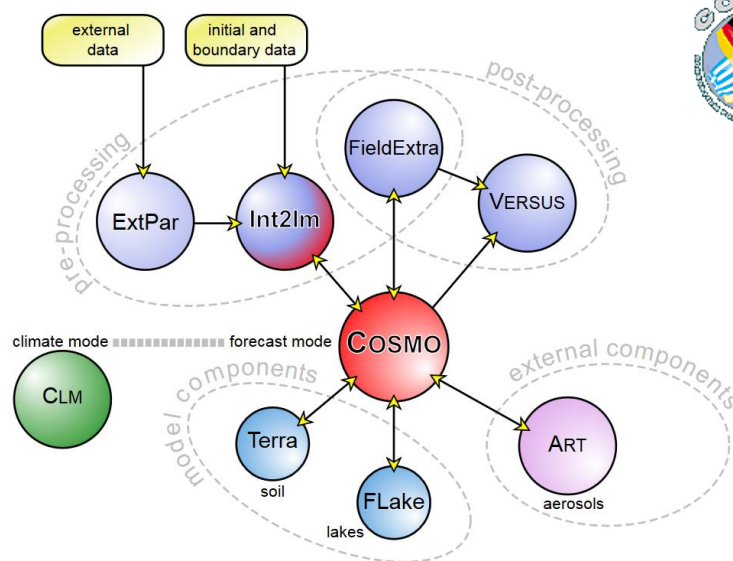 external
data
initial and
boundary data
post-processing
pre-processing
FieldExtra
VERSUS
ExtPar
Int2lm
COSMO
climate mode
forecast mode
CLM
model components
external components
Terra
soil
FLake
lakes
ART
aerosols